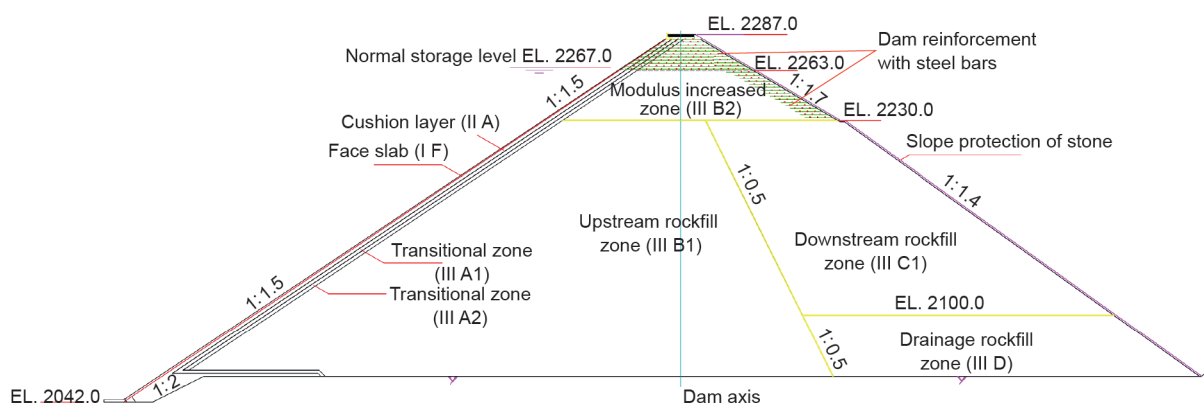 EL. 2287.0
Dam reinforcement
with steel bars
Normal storage level EL. 2267.0
EL. 2263.0
1:1.5
1:1.7
Modulus increased
zone (III B2)
EL. 2230.0
Cushion layer (II A)
Face slab (I F)
Slope protection of stone
1:0.5
1:1.4
Upstream rockfill
zone (III B1)
Downstream rockfill
zone (III C1)
Transitional zone
(III A1)
1:1.5
Transitional zone
(III A2)
EL. 2100.0
1:0.5
Drainage rockfill
zone (III D)
1:2
EL. 2042.0
Dam axis